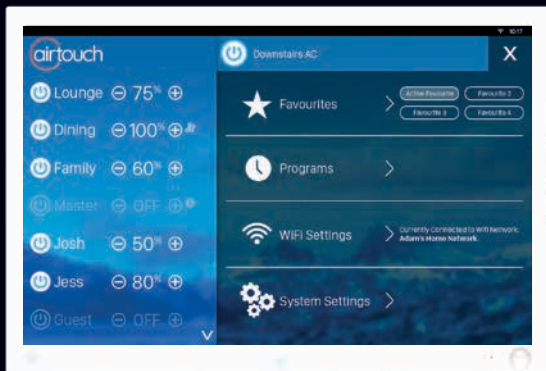 10:17
airtouch
Downstairs AC
X
Lounge 75%
Dining 100%
Family 60%
Master OFF
Josh 50%
Jess 80%
Guest OFF
Favourites
Active Favourite
Favourite 2
Favourite 3
Favourite 4
Programs
WiFi Settings
Currently Connected to Wifi Network.
Adam's Home Network.
System Settings